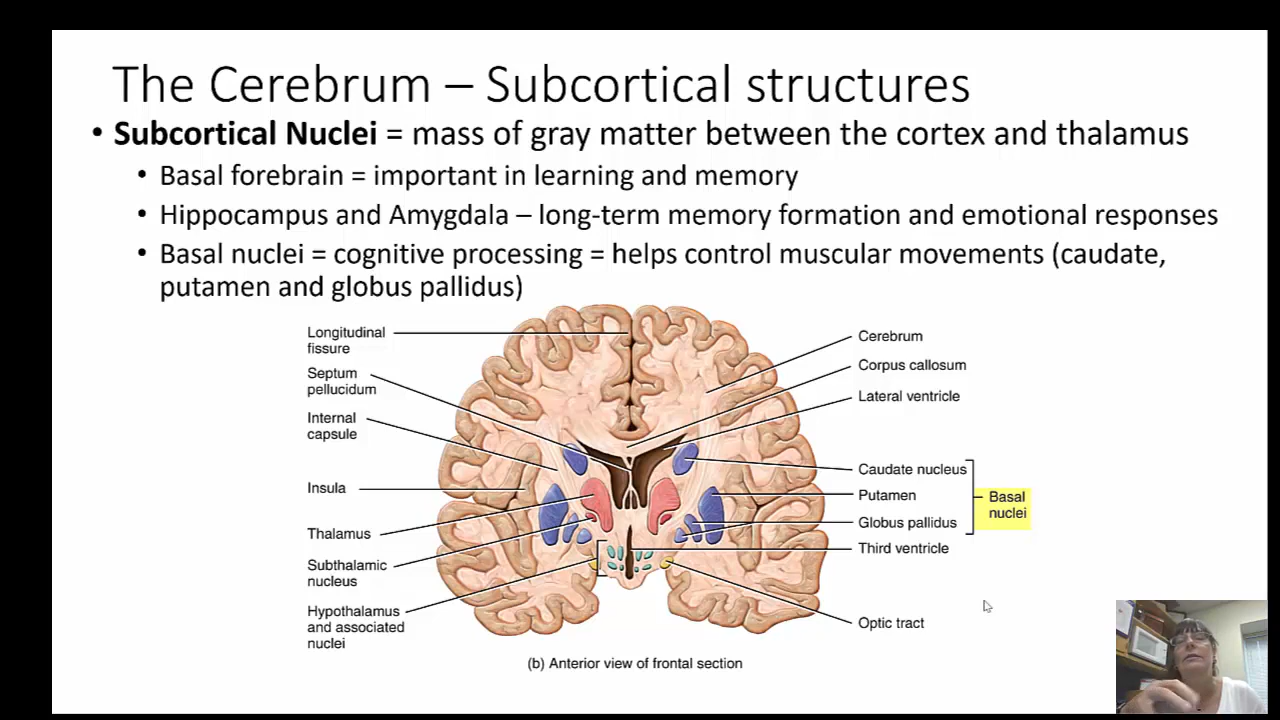 The Cerebrum – Subcortical structures
• Subcortical Nuclei = mass of gray matter between the cortex and thalamus
• Basal forebrain = important in learning and memory
• Hippocampus and Amygdala – long-term memory formation and emotional responses
• Basal nuclei = cognitive processing = helps control muscular movements (caudate,
putamen and globus pallidus)
Longitudinal
fissure
Septum
pellucidum
Internal
capsule
Insula
Thalamus
Subthalamic
nucleus
Hypothalamus
and associated
nuclei
Cerebrum
Corpus callosum
Lateral ventricle
Caudate nucleus
Putamen
Globus pallidus
Basal
nuclei
Third ventricle
Optic tract
(b) Anterior view of frontal section